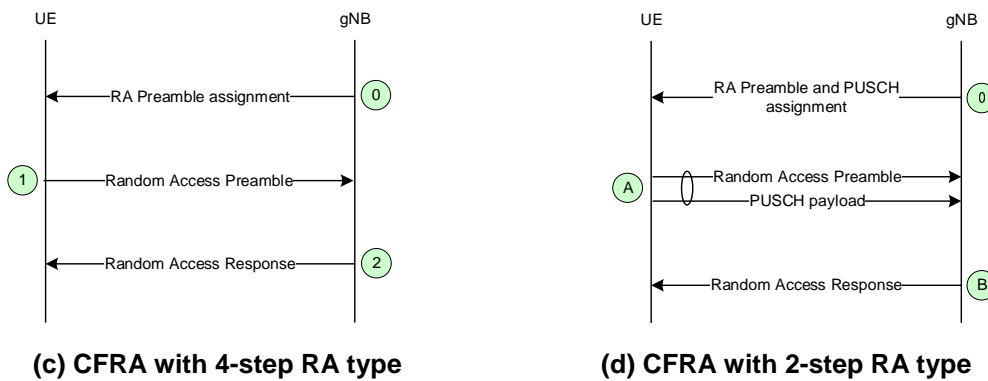 UE
gNB
RA Preamble assignment
0
1
Random Access Preamble
Random Access Response
2
(c) CFRA with 4-step RA type
UE
gNB
RA Preamble and PUSCH
assignment
0
A
Random Access Preamble
PUSCH payload
Random Access Response
B
(d) CFRA with 2-step RA type